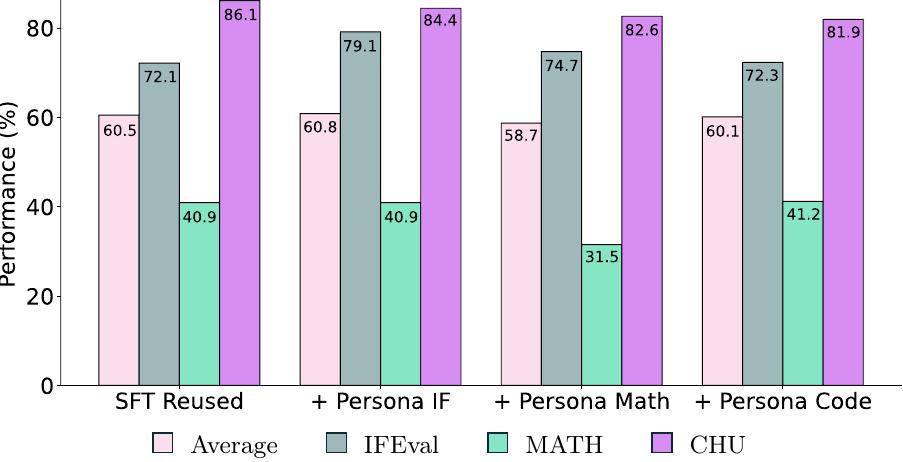 Performance (%)
80
60
40
20
0
60.5
72.1
40.9
86.1
60.8
79.1
40.9
84.4
58.7
74.7
31.5
82.6
60.1
72.3
41.2
81.9
SFT Reused
+ Persona IF
+ Persona Math
+ Persona Code
Average
IFEval
MATH
CHU